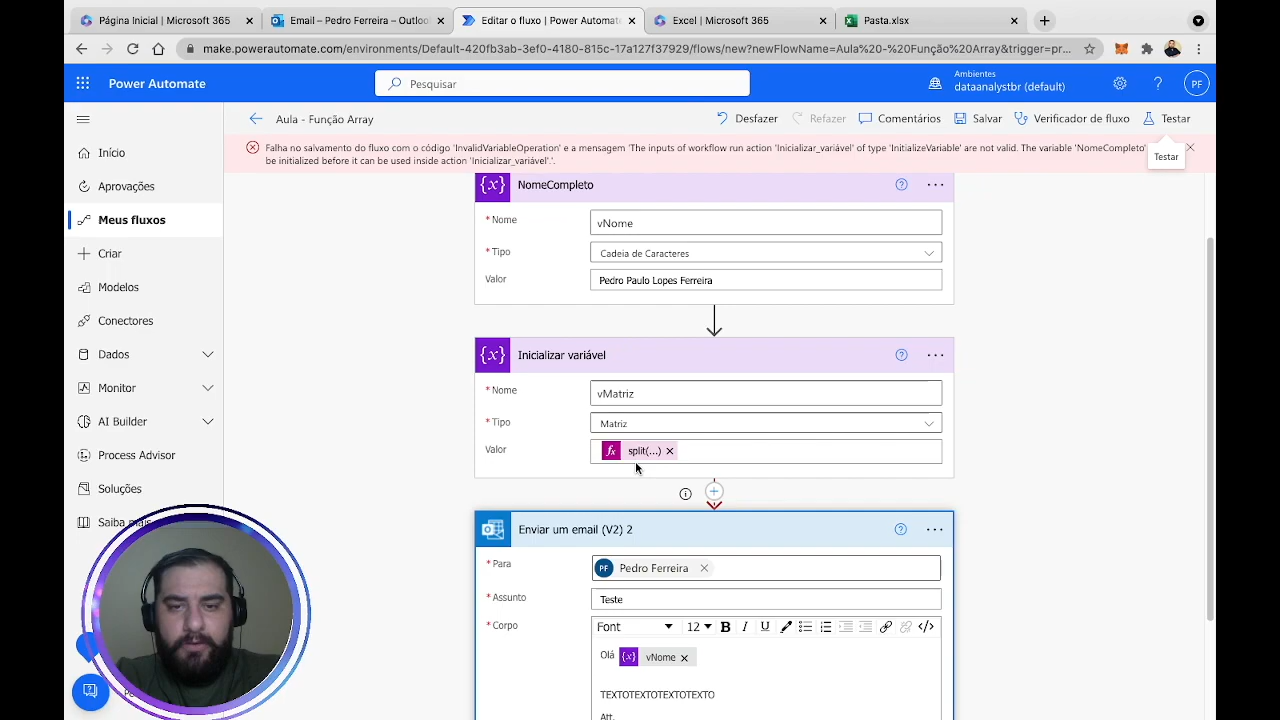 Página Inicial | Microsoft 365
Email – Pedro Ferreira – Outlo
Editar o fluxo | Power Automat
Excel | Microsoft 365
Pasta.xlsx
make.powerautomate.com/environments/Default-420fb3ab-3ef0-4180-815c-17a127f37929/flows/new?newFlowName=Aula%20-%20Função%20Array&trigger=pr...
Power Automate
Pesquisar
Ambientes
dataanalystbr (default)
PF
Aula - Função Array
Desfazer
Refazer
Comentários
Salvar
Verificador de fluxo
Testar
Falha no salvamento do fluxo com o código 'InvalidVariableOperation' e a mensagem 'The inputs of workflow run action 'Inicializar_variável' of type 'InitializeVariable' are not valid. The variable 'NomeCompleto'
be initialized before it can be used inside action 'Inicializar_variável'.'.
Testar
Início
Aprovações
Meus fluxos
Criar
Modelos
Conectores
Dados
Monitor
AI Builder
Process Advisor
Soluções
Saiba mais
{x} NomeCompleto
* Nome
vNome
* Tipo
Cadeia de Caracteres
Valor
Pedro Paulo Lopes Ferreira
{x} Inicializar variável
* Nome
vMatriz
* Tipo
Matriz
Valor
fx split(...) ×
Enviar um email (V2) 2
* Para
PF Pedro Ferreira
* Assunto
Teste
* Corpo
Font
12
B I U
Olá {x} vNome ×
TEXTOTEXTOTEXTOTEXTO
Att.